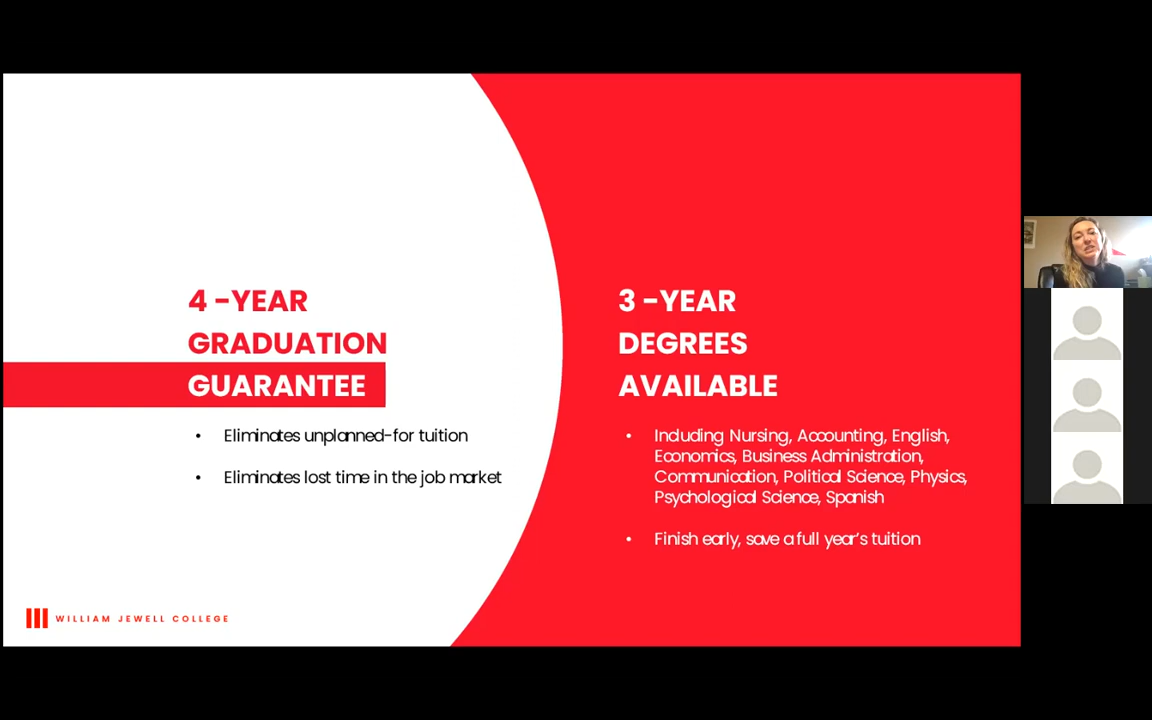 4 -YEAR
GRADUATION
GUARANTEE
• Eliminates unplanned-for tuition
• Eliminates lost time in the job market
3 -YEAR
DEGREES
AVAILABLE
• Including Nursing, Accounting, English,
Economics, Business Administration,
Communication, Political Science, Physics,
Psychological Science, Spanish
• Finish early, save a full year's tuition
WILLIAM JEWELL COLLEGE